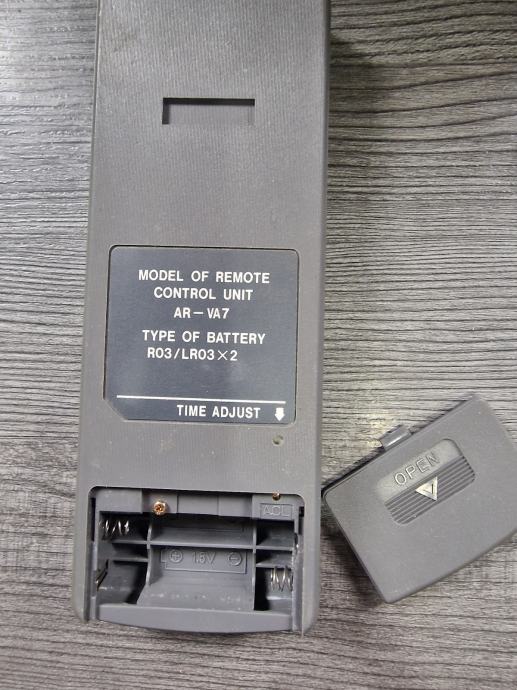 MODEL OF REMOTE
CONTROL UNIT
AR-VA7
TYPE OF BATTERY
R03/LR03×2
TIME ADJUST
ACL
⊕ 1.5V ⊖
OPEN